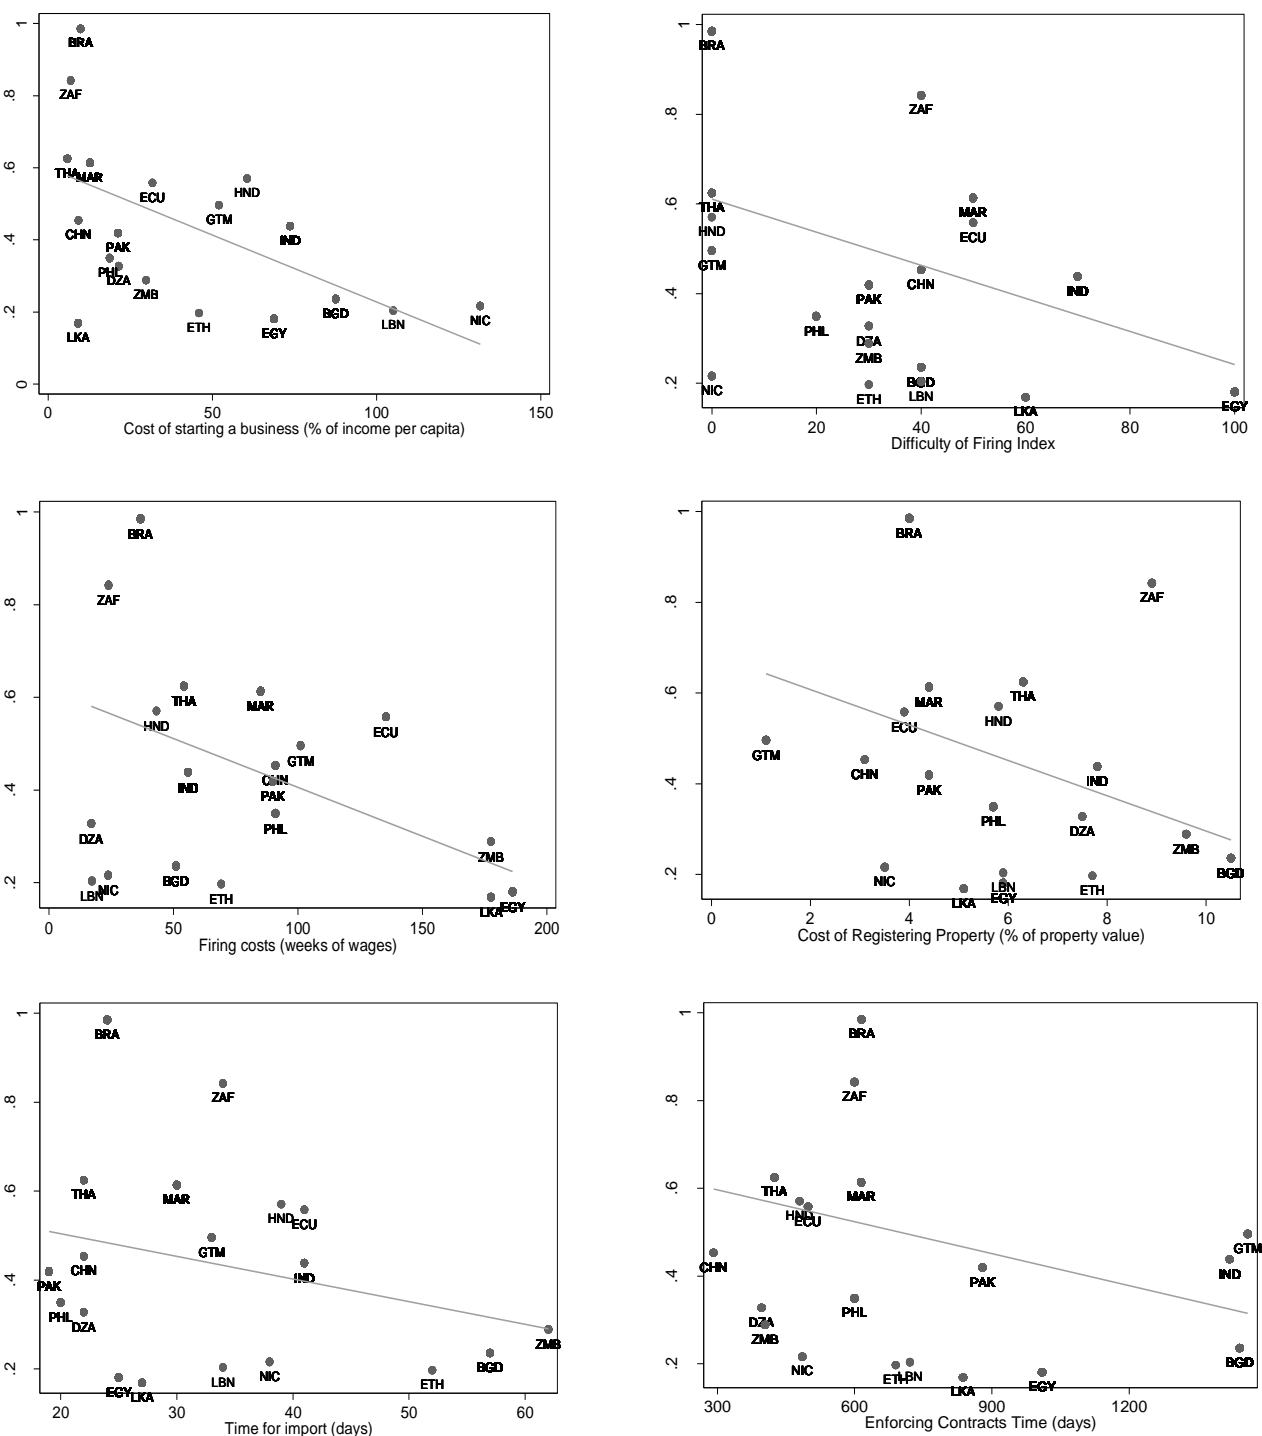 1
.8
.6
.4
.2
0
BRA
ZAF
THA
MAR
ECU
HND
GTM
CHN
PAK
IND
PHL
DZA
ZMB
LKA
ETH
EGY
BGD
LBN
NIC
0 50 100 150
Cost of starting a business (% of income per capita)
1
.8
.6
.4
.2
BRA
ZAF
THA
MAR
HND
ECU
GTM
CHN
PAK
IND
PHL
DZA
ZMB
NIC
BGD
ETH
LBN
LKA
EGY
0 20 40 60 80 100
Difficulty of Firing Index
1
.8
.6
.4
.2
BRA
ZAF
THA
MAR
HND
ECU
GTM
CHN
IND
PAK
PHL
DZA
ZMB
BGD
NIC
LBN
ETH
LKA
EGY
0 50 100 150 200
Firing costs (weeks of wages)
1
.8
.6
.4
.2
BRA
ZAF
THA
MAR
HND
ECU
GTM
CHN
IND
PAK
PHL
DZA
ZMB
BGD
NIC
LBN
ETH
EGY
LKA
0 2 4 6 8 10
Cost of Registering Property (% of property value)
1
.8
.6
.4
.2
BRA
ZAF
THA
MAR
HND
ECU
GTM
CHN
IND
PAK
PHL
DZA
ZMB
BGD
NIC
LBN
ETH
EGY
LKA
20 30 40 50 60
Time for import (days)
1
.8
.6
.4
.2
BRA
ZAF
THA
MAR
HND
ECU
GTM
CHN
IND
PAK
PHL
DZA
ZMB
BGD
NIC
ETH
LBN
LKA
EGY
300 600 900 1200
Enforcing Contracts Time (days)